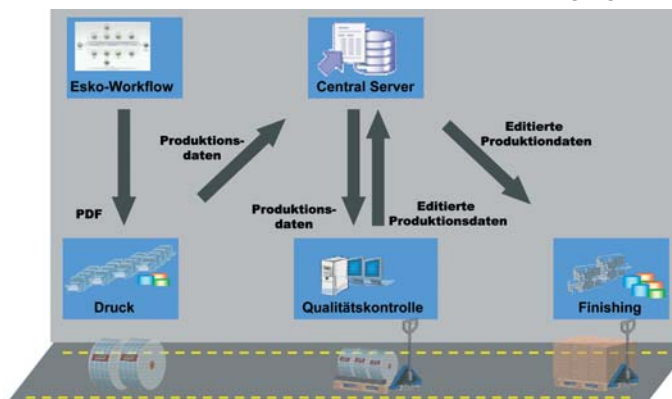 Esko-Workflow
Central Server
Produktions-
daten
Editierte
Produktiondaten
PDF
Produktions-
daten
Editierte
Produktionsdaten
Druck
Qualitätskontrolle
Finishing